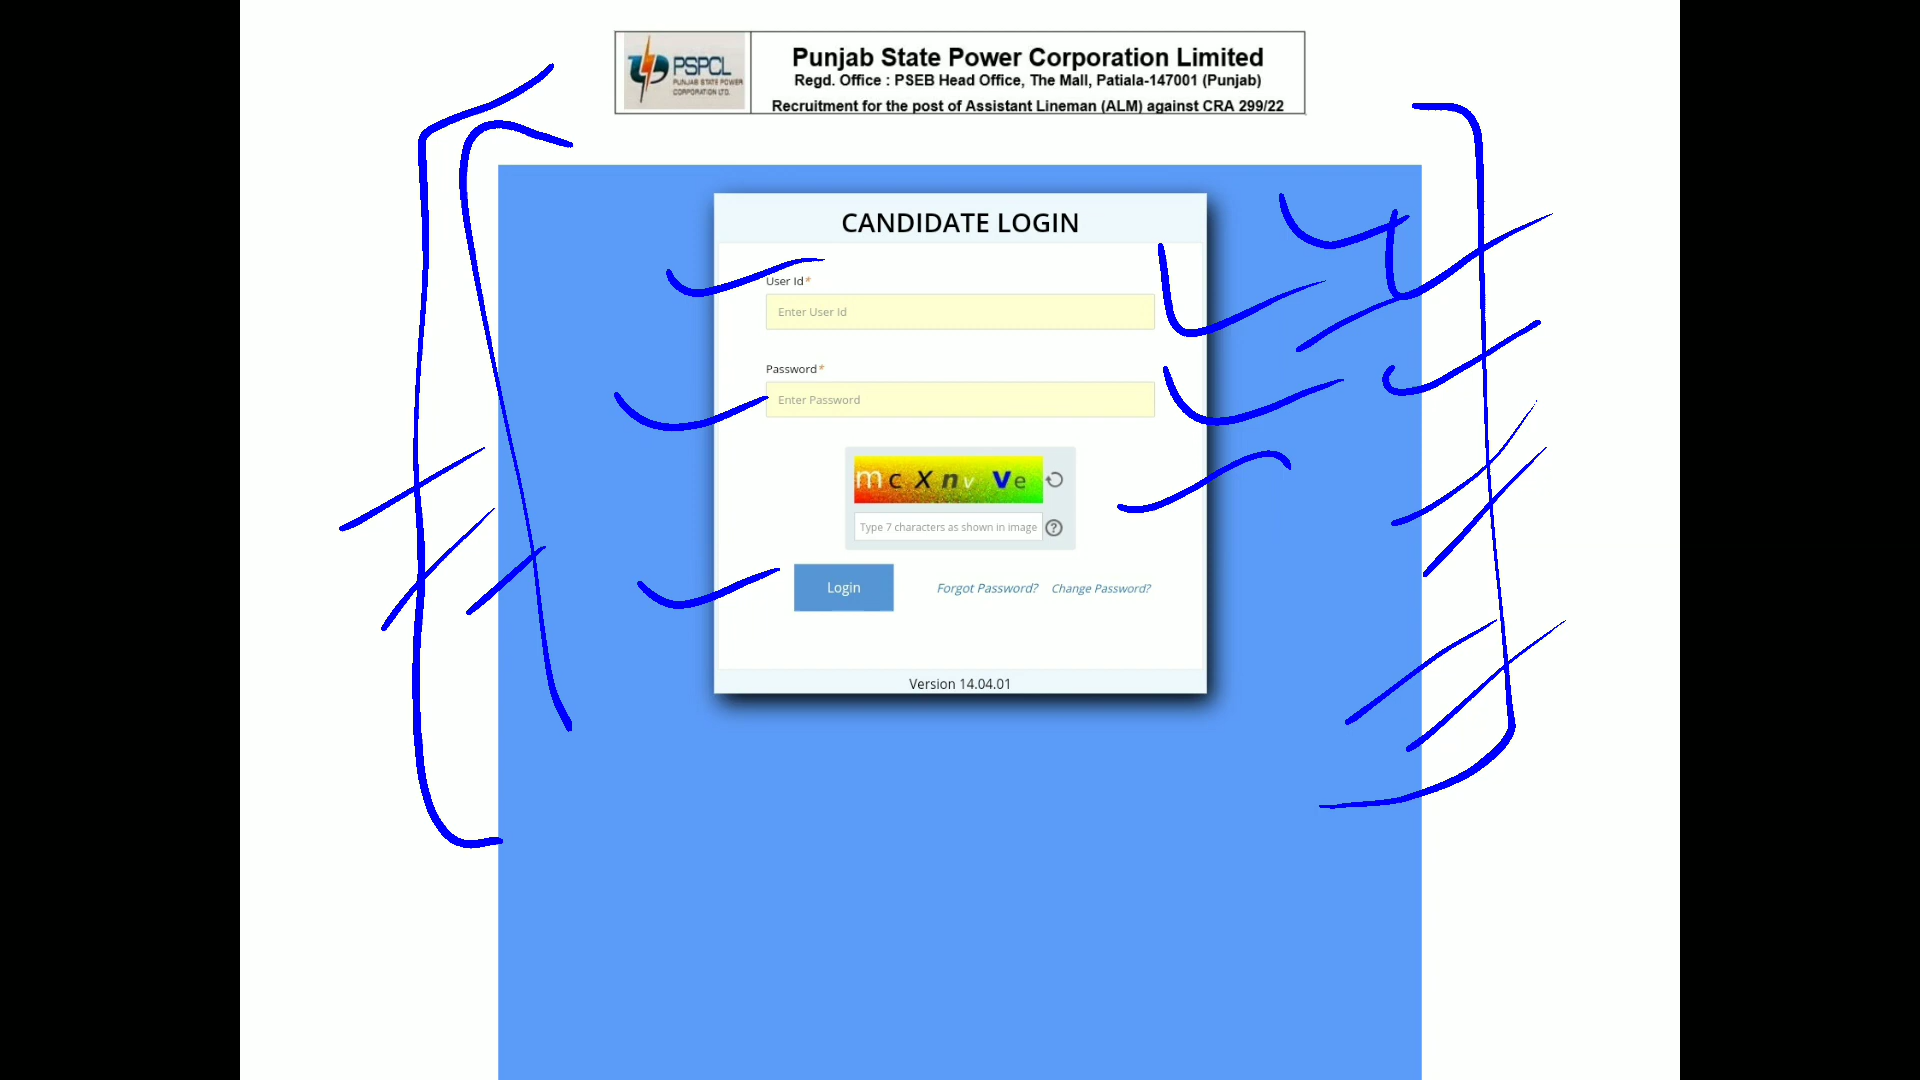 PSPCL
PUNJAB STATE POWER
CORPORATION LTD.
Punjab State Power Corporation Limited
Regd. Office : PSEB Head Office, The Mall, Patiala-147001 (Punjab)
Recruitment for the post of Assistant Lineman (ALM) against CRA 299/22
CANDIDATE LOGIN
User Id*
Enter User Id
Password*
Enter Password
m c X n v V e
Type 7 characters as shown in image
Login Forgot Password? Change Password?
Version 14.04.01